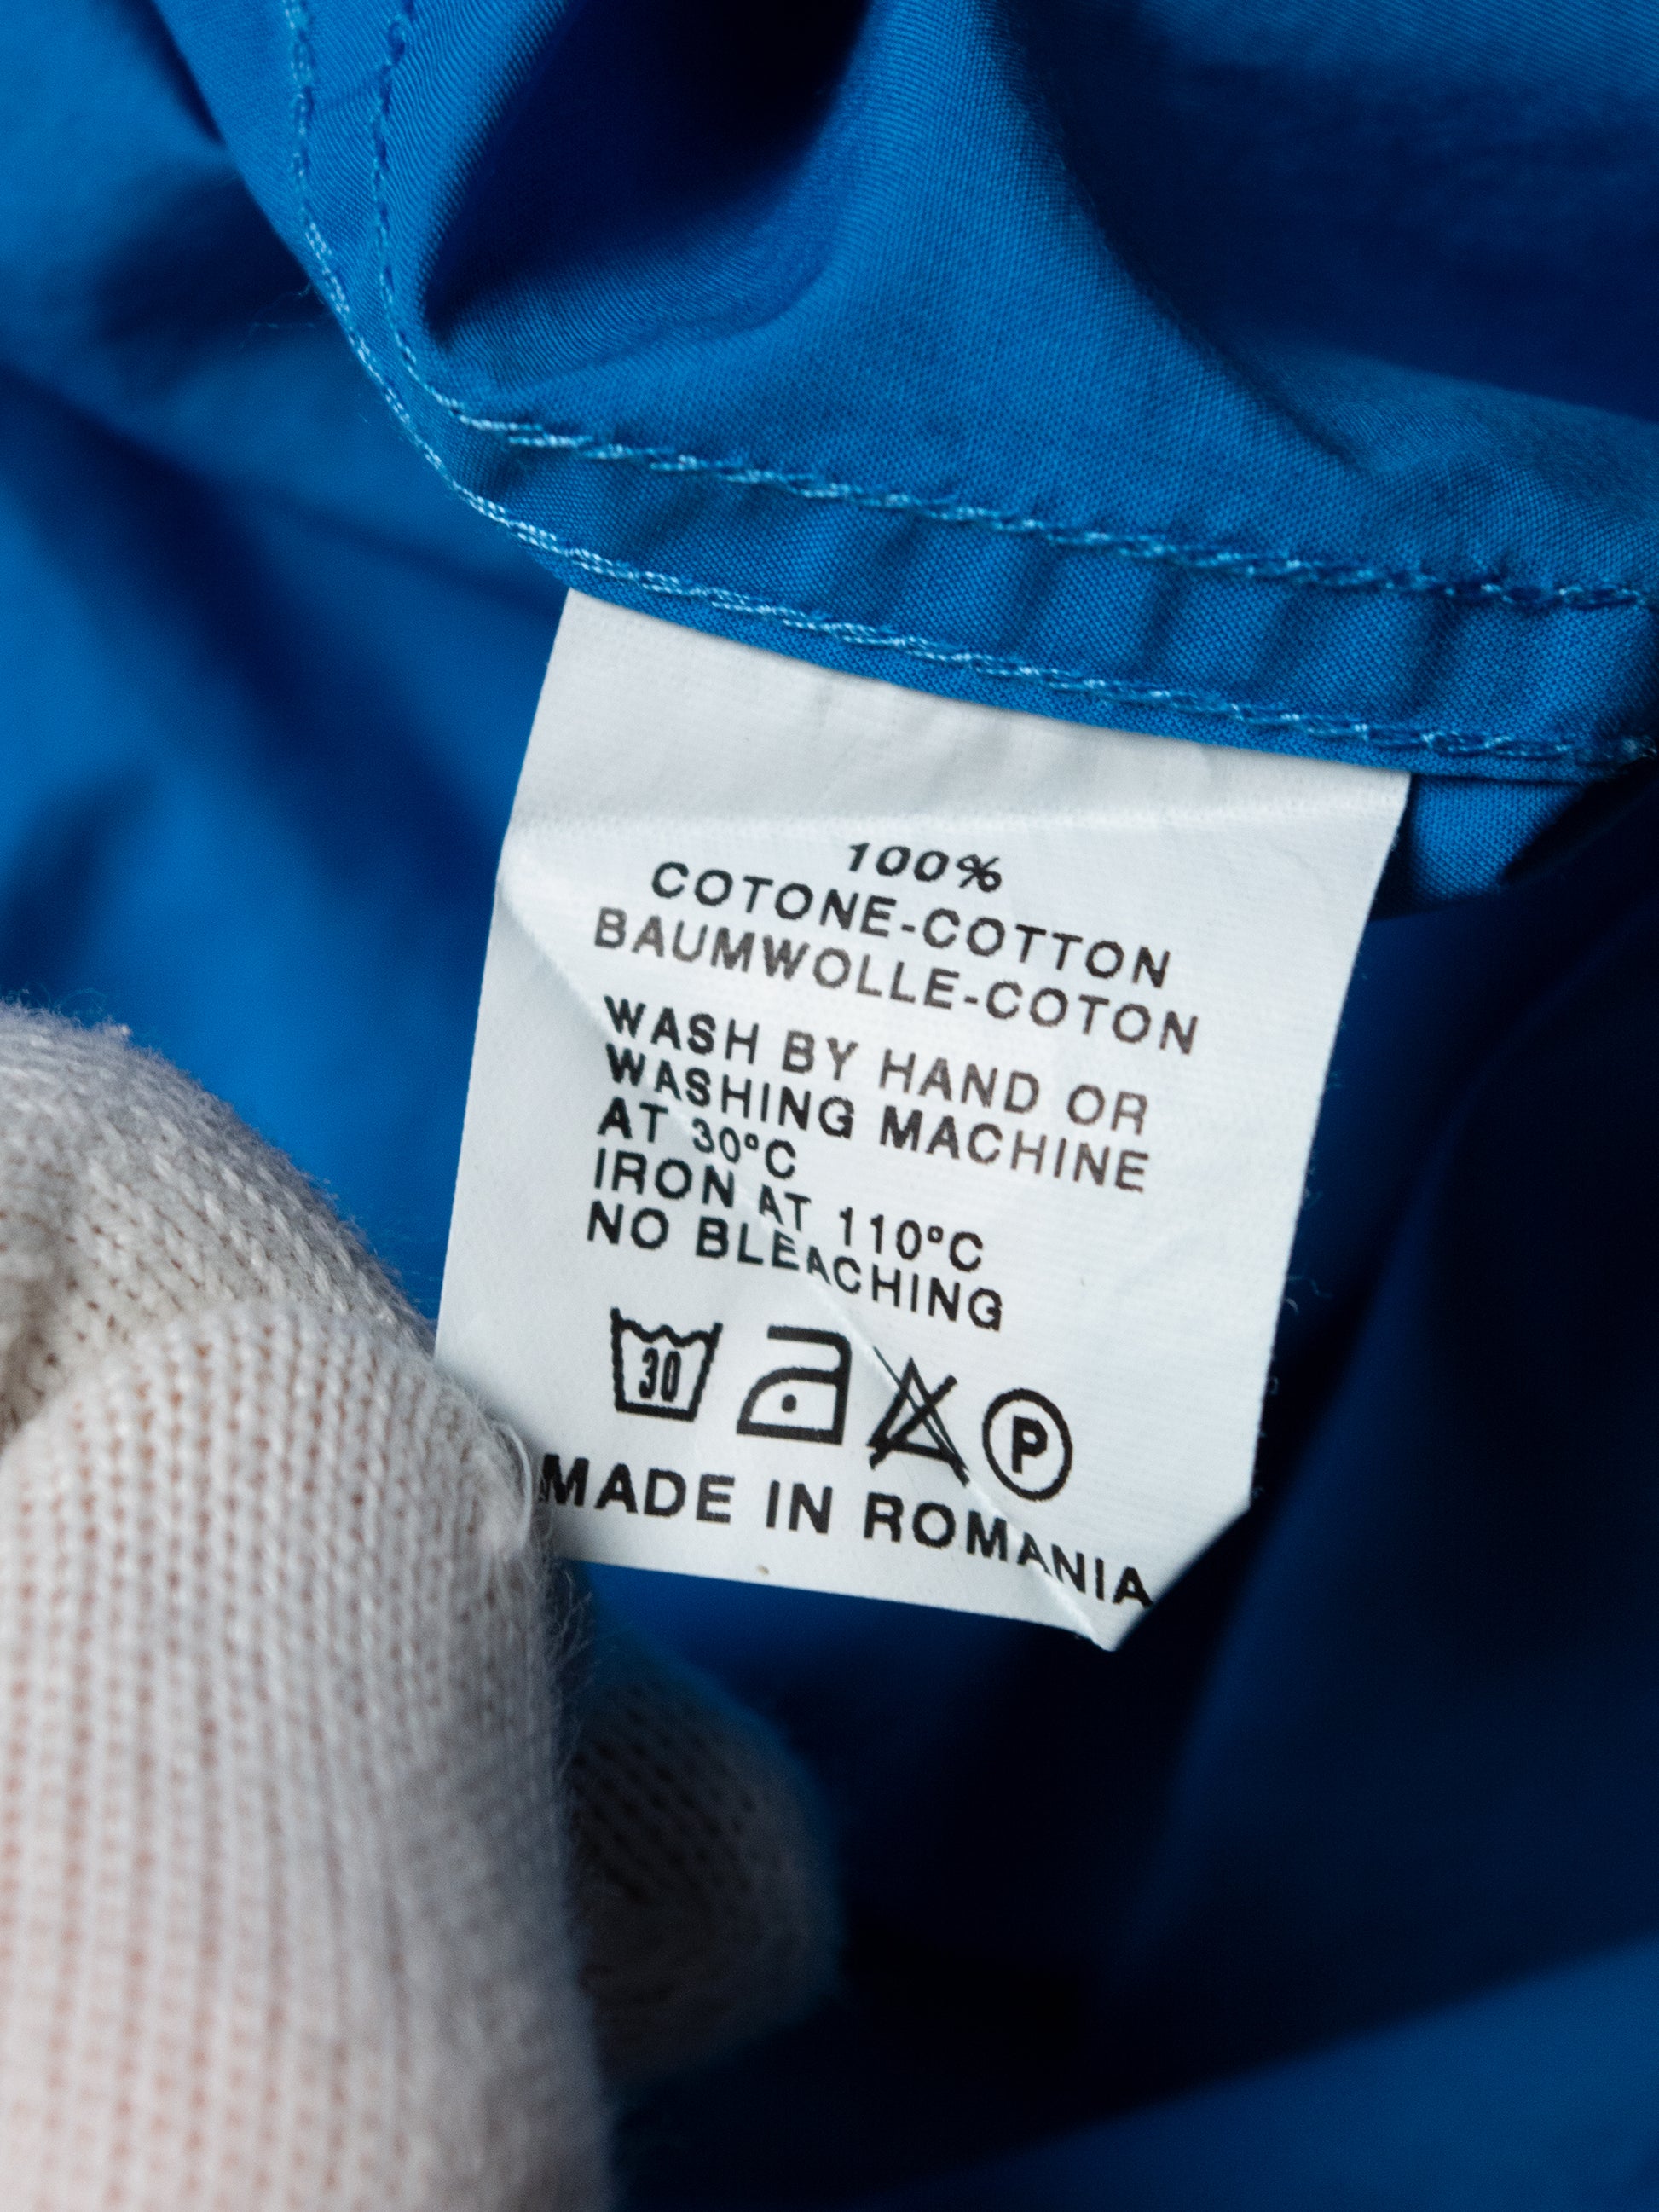 100%
COTONE-COTTON
BAUMWOLLE-COTON
WASH BY HAND OR
WASHING MACHINE
AT 30°C
IRON AT 110°C
NO BLEACHING
30 P
MADE IN ROMANIA